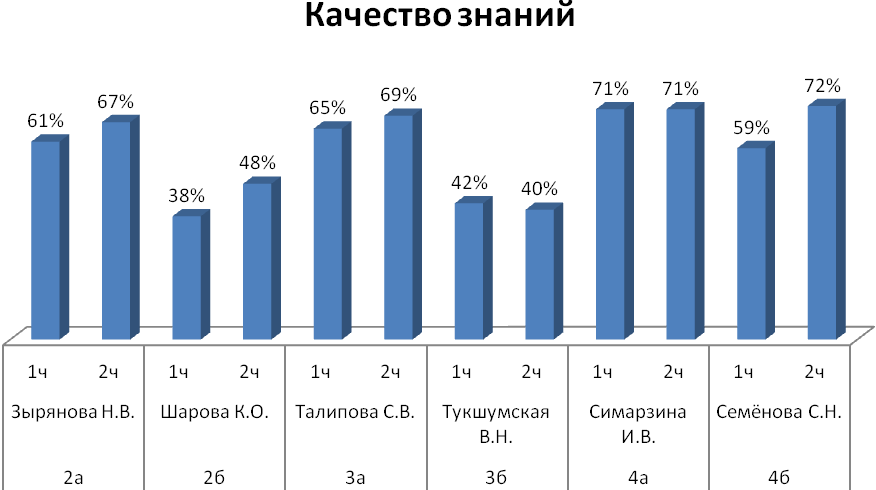 Качество знаний
61% 67% 38% 48% 65% 69% 42% 40% 71% 71% 59% 72%
1ч 2ч 1ч 2ч 1ч 2ч 1ч 2ч 1ч 2ч 1ч 2ч
Зырянова Н.В. Шарова К.О. Талипова С.В. Тукшумская В.Н. Симарзина И.В. Семёнова С.Н.
2а 2б 3а 3б 4а 4б